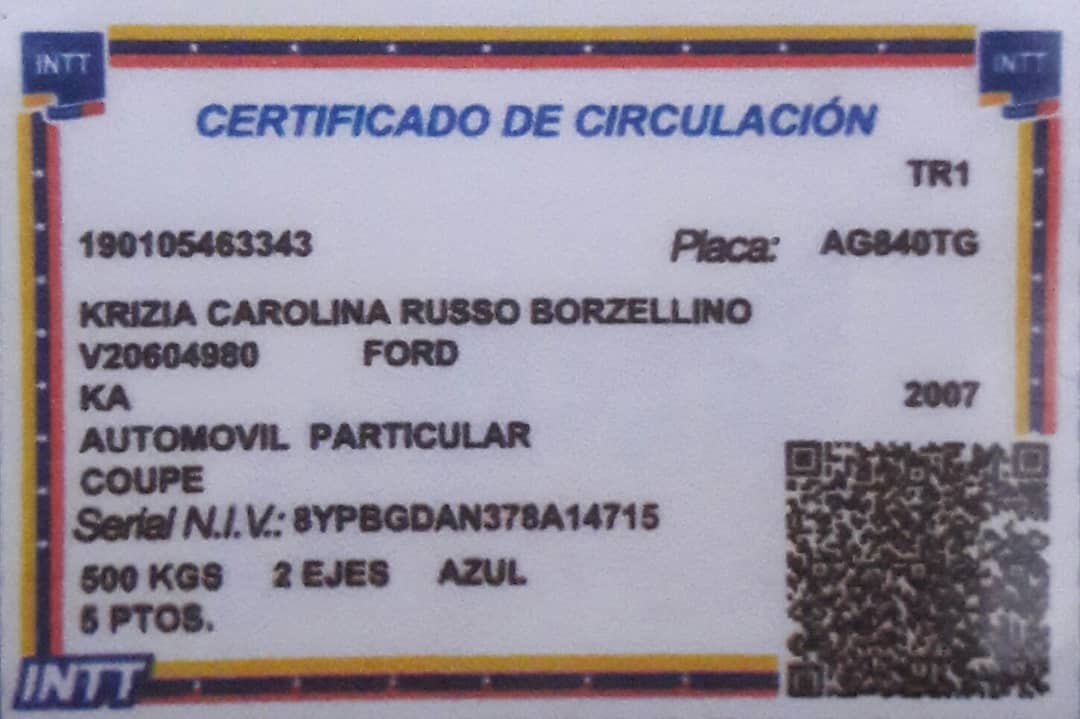 INTT INTT
CERTIFICADO DE CIRCULACIÓN
TR1
190105463343 Placa: AG840TG
KRIZIA CAROLINA RUSSO BORZELLINO
V20604980 FORD
KA 2007
AUTOMOVIL PARTICULAR
COUPE
Serial N.I.V.: 8YPBGDAN378A14715
500 KGS 2 EJES AZUL
5 PTOS.
INTT